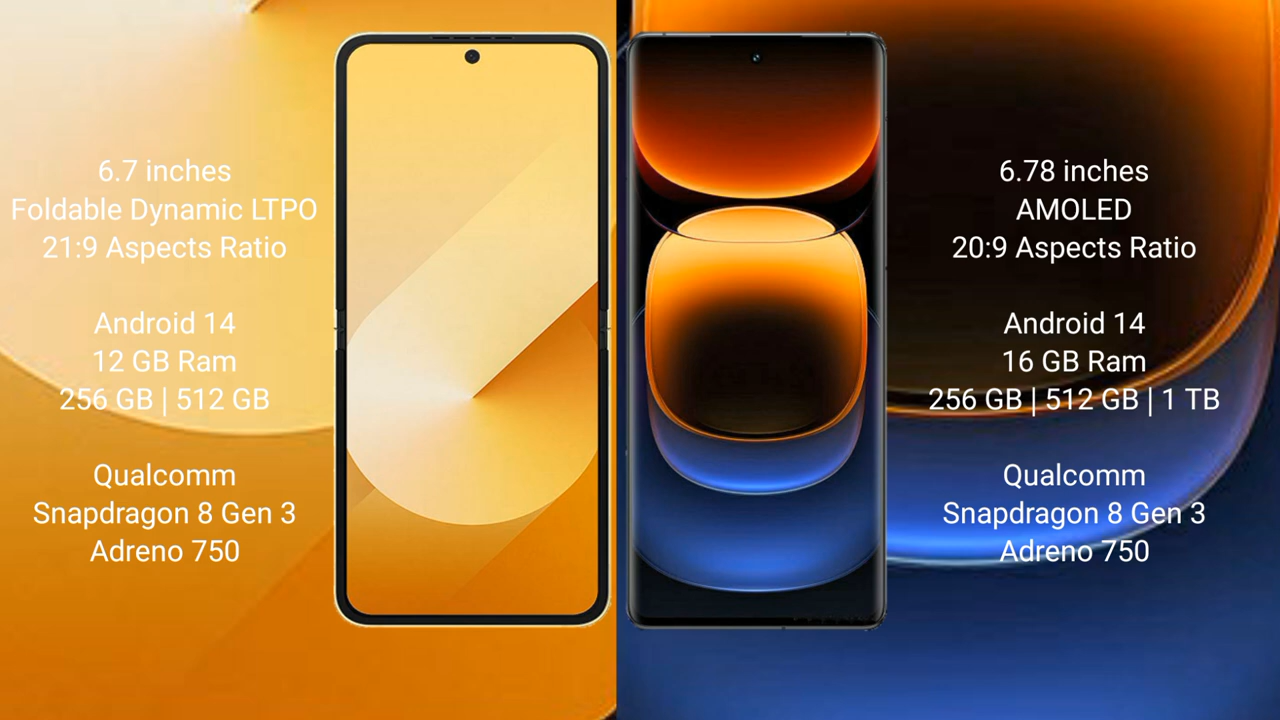 6.7 inches
Foldable Dynamic LTPO
21:9 Aspects Ratio
Android 14
12 GB Ram
256 GB | 512 GB
Qualcomm
Snapdragon 8 Gen 3
Adreno 750
6.78 inches
AMOLED
20:9 Aspects Ratio
Android 14
16 GB Ram
256 GB | 512 GB | 1 TB
Qualcomm
Snapdragon 8 Gen 3
Adreno 750